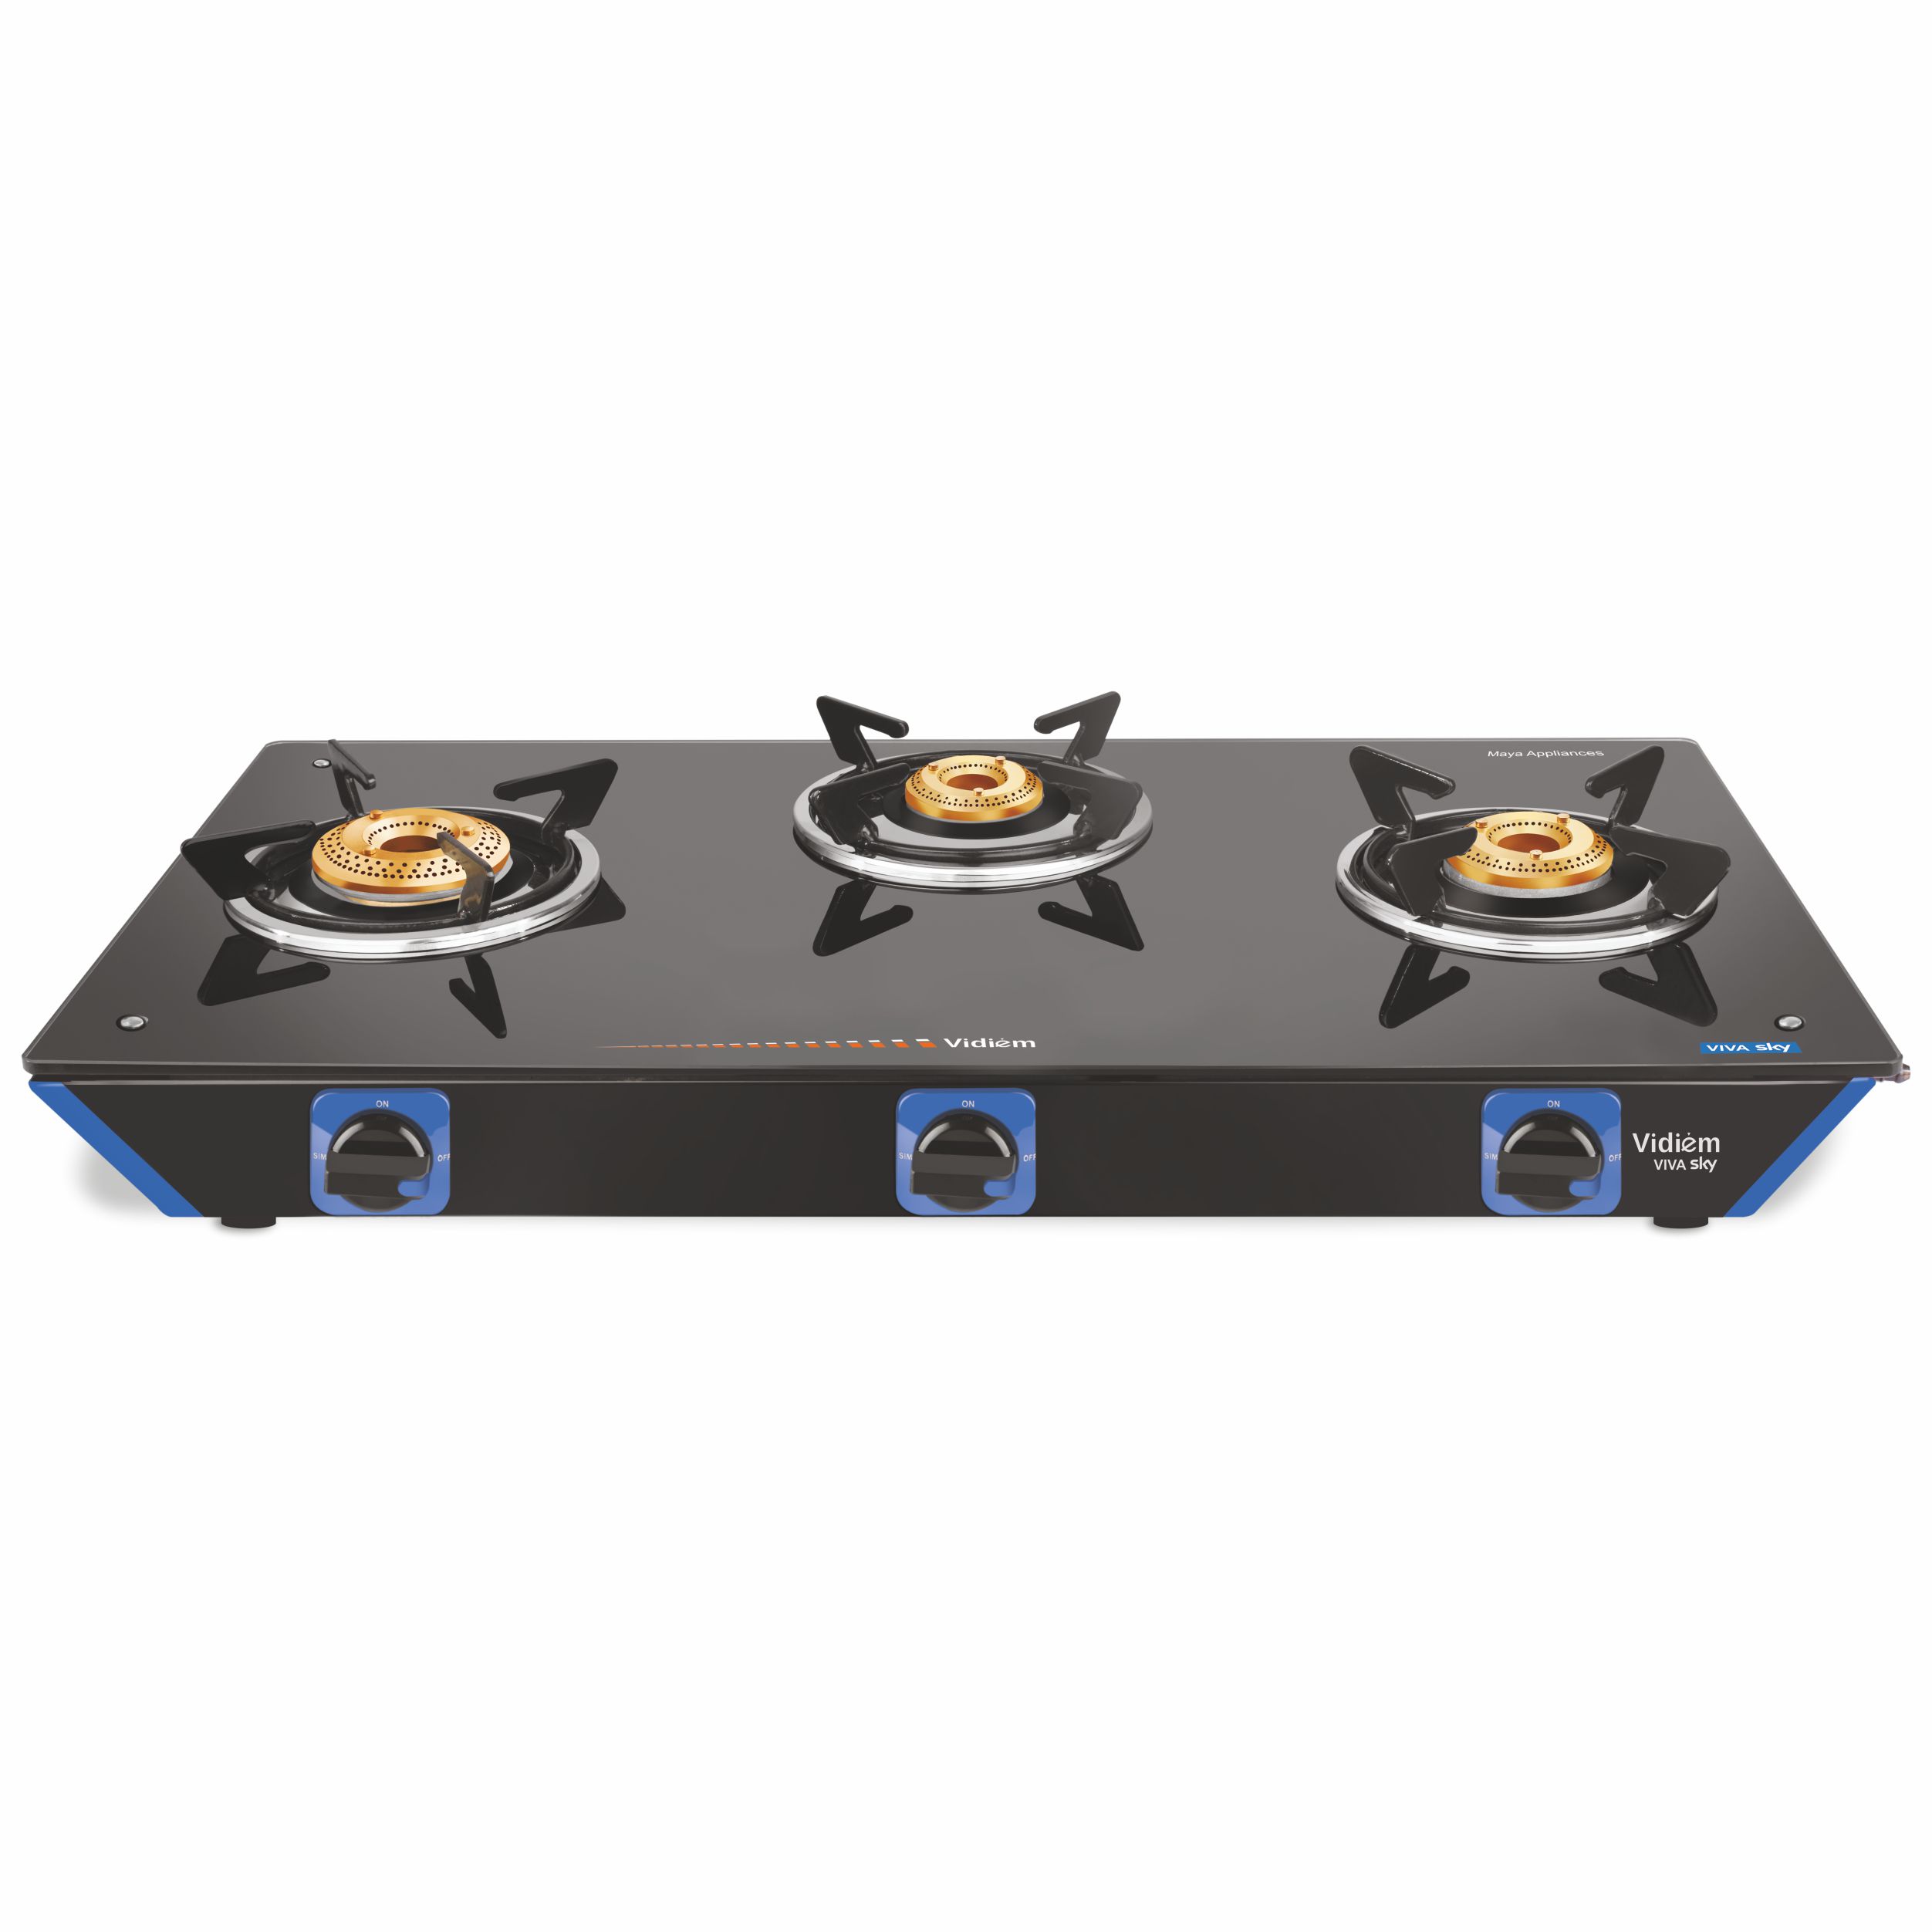 Maya Appliances
Vidiem
VIVA sky
ON
SIM
OFF
ON
SIM
OFF
ON
SIM
OFF
Vidiem
VIVA sky